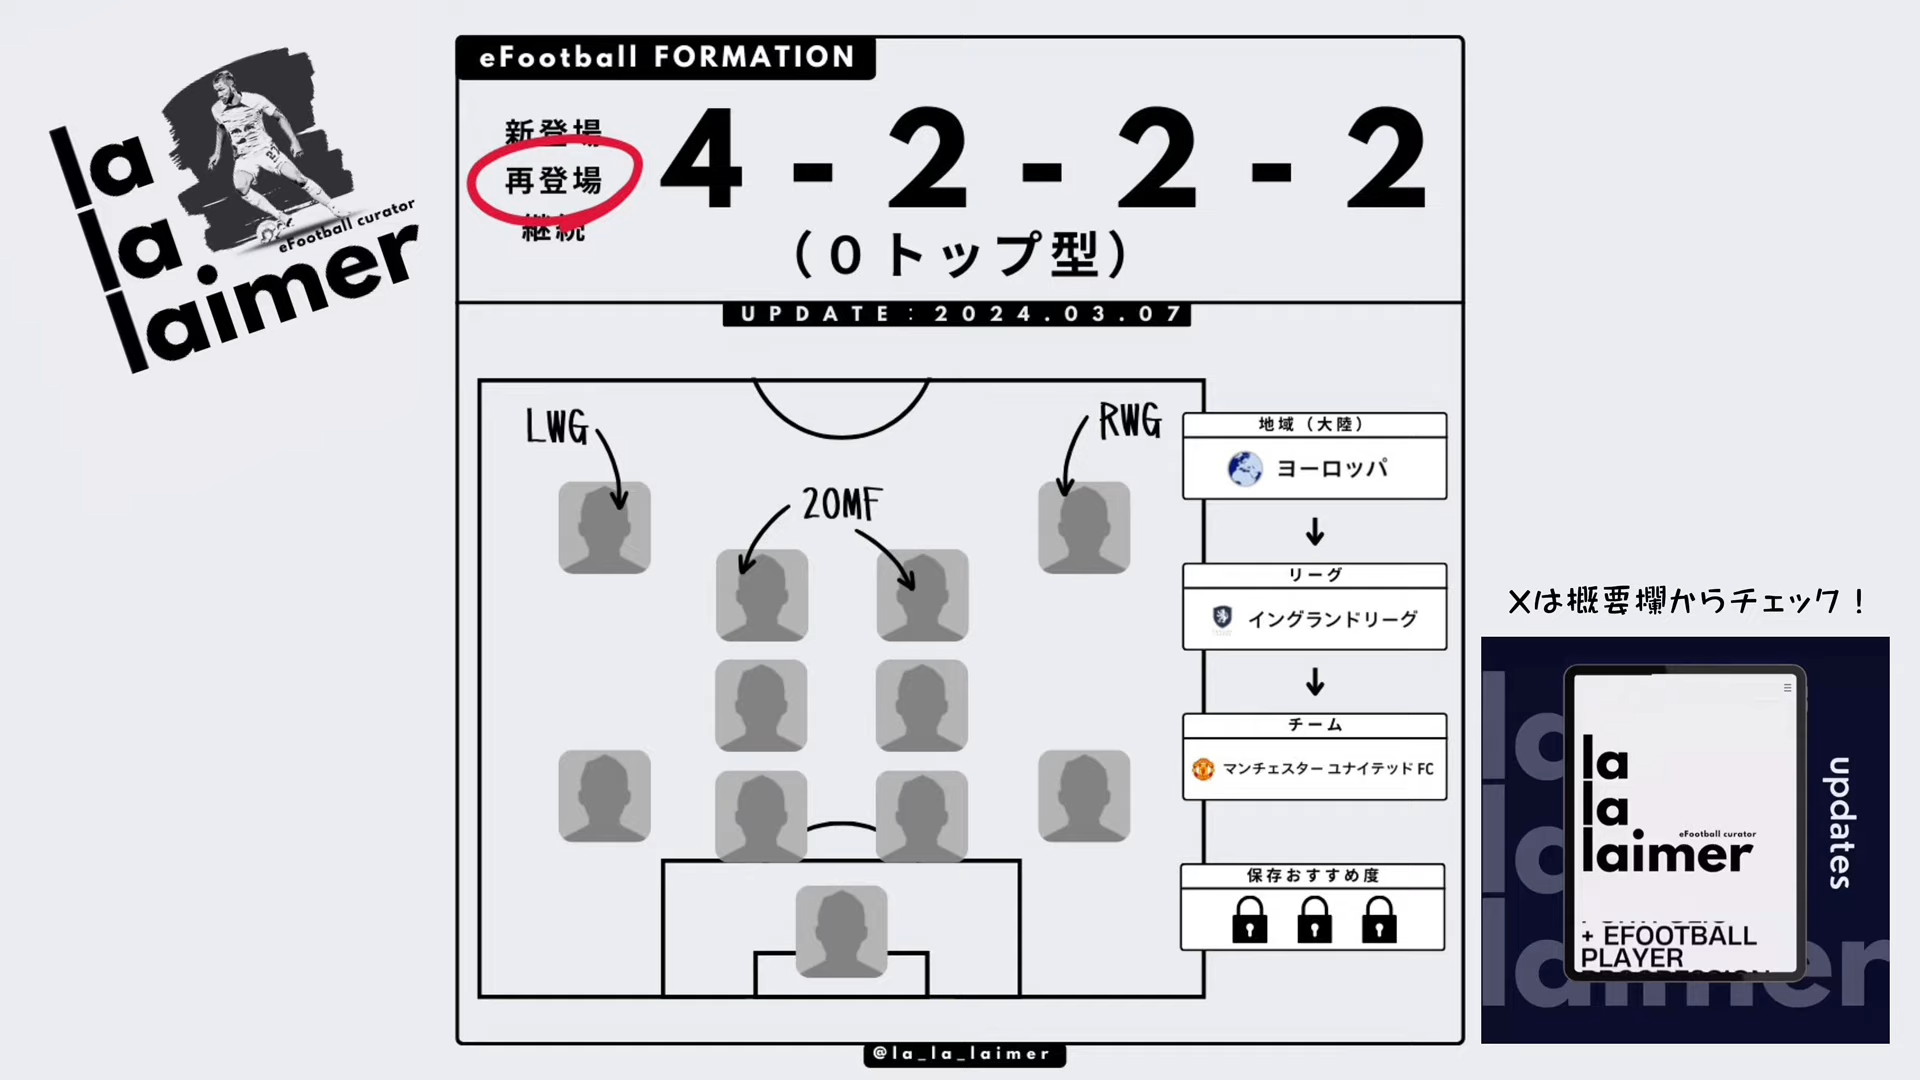 la
la
laimer
eFootball curator
eFootball FORMATION
新登場
再登場
継続
4 - 2 - 2 - 2
(0トップ型)
UPDATE:2024.03.07
LWG
RWG
2OMF
地域(大陸)
ヨーロッパ
リーグ
イングランドリーグ
チーム
マンチェスター ユナイテッド FC
保存おすすめ度
@la_la_laimer
Xは概要欄からチェック!
la
la
laimer
eFootball curator
+ EFOOTBALL
PLAYER
updates